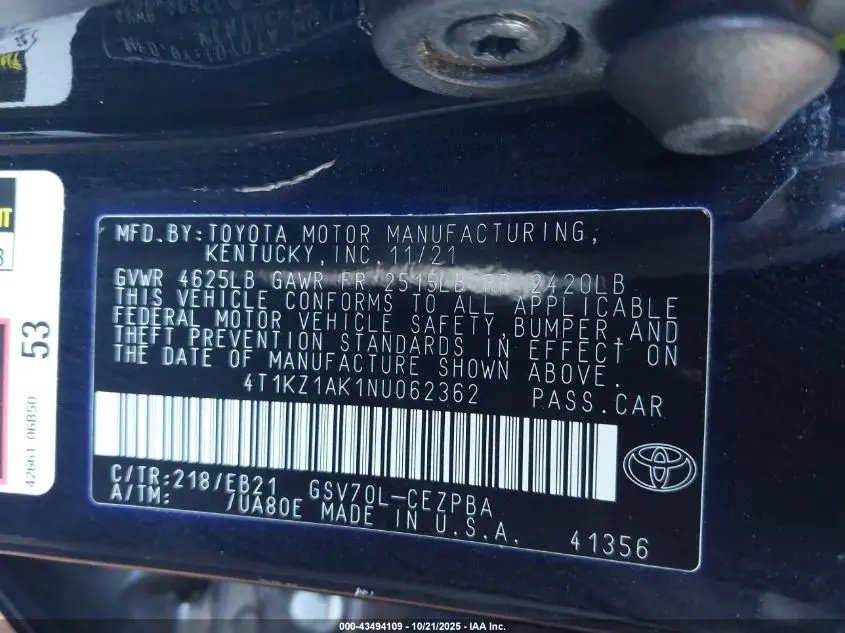 MFD.BY:TOYOTA MOTOR MANUFACTURING,
KENTUCKY,INC. 11/21
GVWR 4625LB GAWR FR 2515LB RR 2420LB
THIS VEHICLE CONFORMS TO ALL APPLICABLE
FEDERAL MOTOR VEHICLE SAFETY,BUMPER,AND
THEFT PREVENTION STANDARDS IN EFFECT ON
THE DATE OF MANUFACTURE SHOWN ABOVE.
4T1KZ1AK1NU062362 PASS.CAR
C/TR:218/EB21 GSV70L-CEZPBA
A/TM: 7UA80E MADE IN U.S.A.
41356
53
42661 06B50
000-43494109 - 10/21/2025 - IAA Inc.